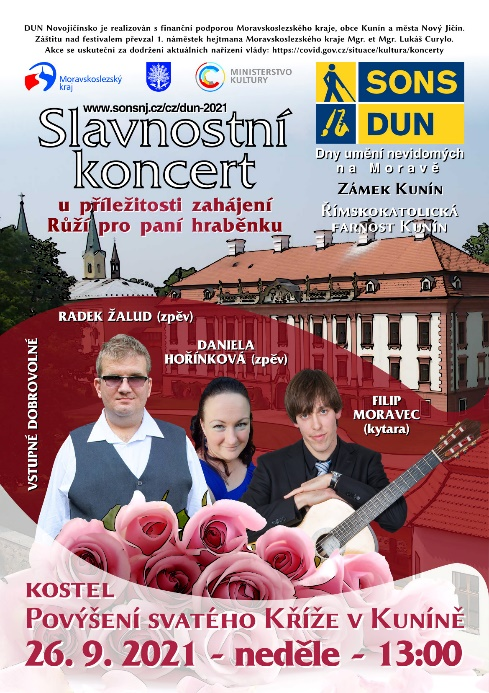 DUN Novojičínsko je realizován s finanční podporou Moravskoslezského kraje, obce Kunín a města Nový Jičín.
Záštitu nad festivalem převzal 1. náměstek hejtmana Moravskoslezského kraje Mgr. et Mgr. Lukáš Curylo.
Akce se uskuteční za dodržení aktuálních nařízení vlády: https://covid.gov.cz/situace/kultura/koncerty
Moravskoslezský
kraj
MINISTERSTVO
KULTURY
SONS
DUN
www.sonsnj.cz/cz/dun-2021
Slavnostní
koncert
u příležitosti zahájení
Růží pro paní hraběnku
Dny umění nevidomých
na Moravě
Zámek Kunín
Římskokatolická
farnost Kunín
RADEK ŽALUD (zpěv)
DANIELA
HOŘÍNKOVÁ (zpěv)
FILIP
MORAVEC
(kytara)
VSTUPNÉ DOBROVOLNÉ
KOSTEL
POVÝŠENÍ SVATÉHO KŘÍŽE V KUNÍNĚ
26. 9. 2021 - neděle - 13:00